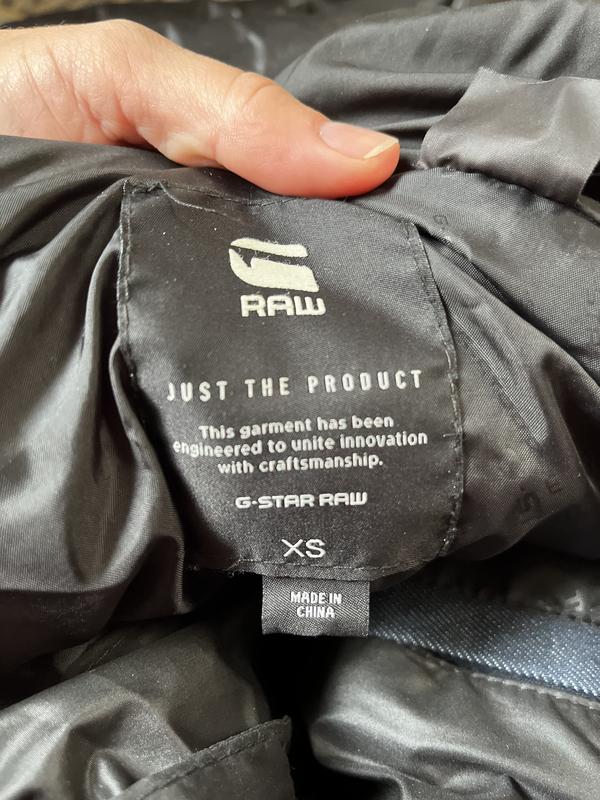 RAW
JUST THE PRODUCT
This garment has been
engineered to unite innovation
with craftsmanship.
G-STAR RAW
XS
MADE IN
CHINA